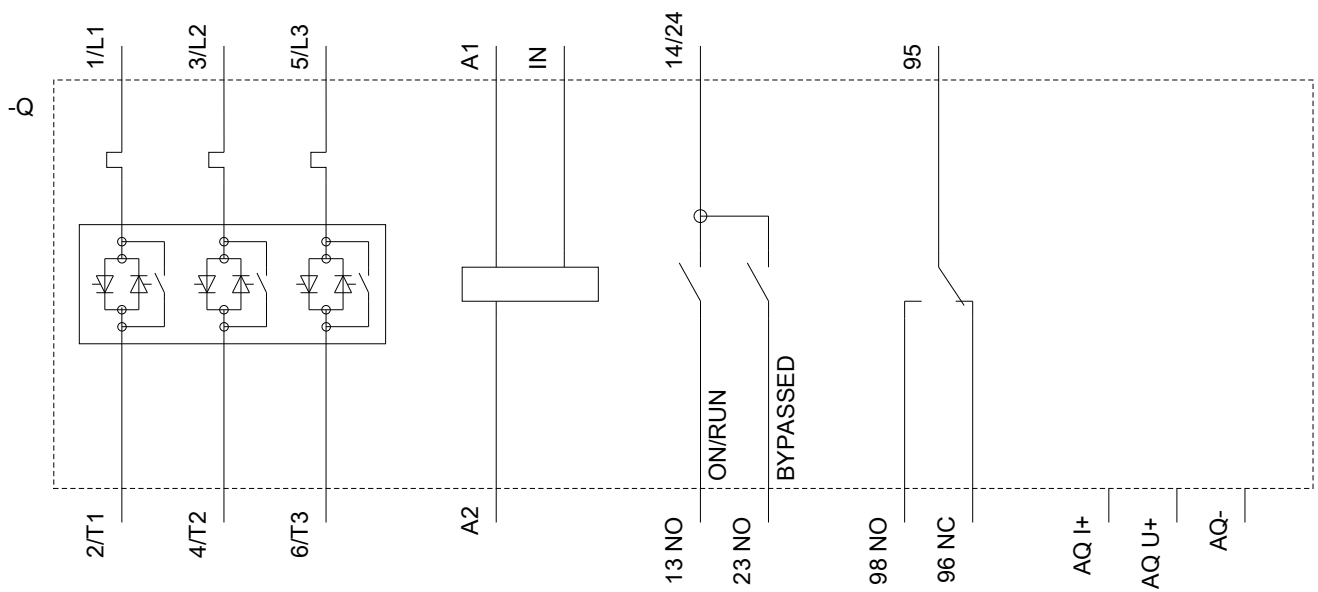 1/L1
3/L2
5/L3
A1
IN
14/24
95
-Q
ON/RUN
BYPASSED
2/T1
4/T2
6/T3
A2
13 NO
23 NO
98 NO
96 NC
AQ I+
AQ U+
AQ-